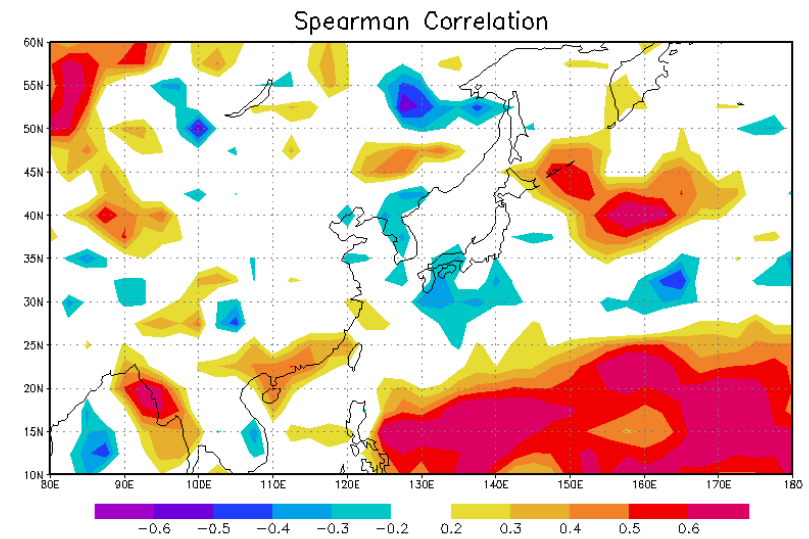 Spearman Correlation
60N
55N
50N
45N
40N
35N
30N
25N
20N
15N
10N
80E 90E 100E 110E 120E 130E 140E 150E 160E 170E 180
-0.6 -0.5 -0.4 -0.3 -0.2 0.2 0.3 0.4 0.5 0.6